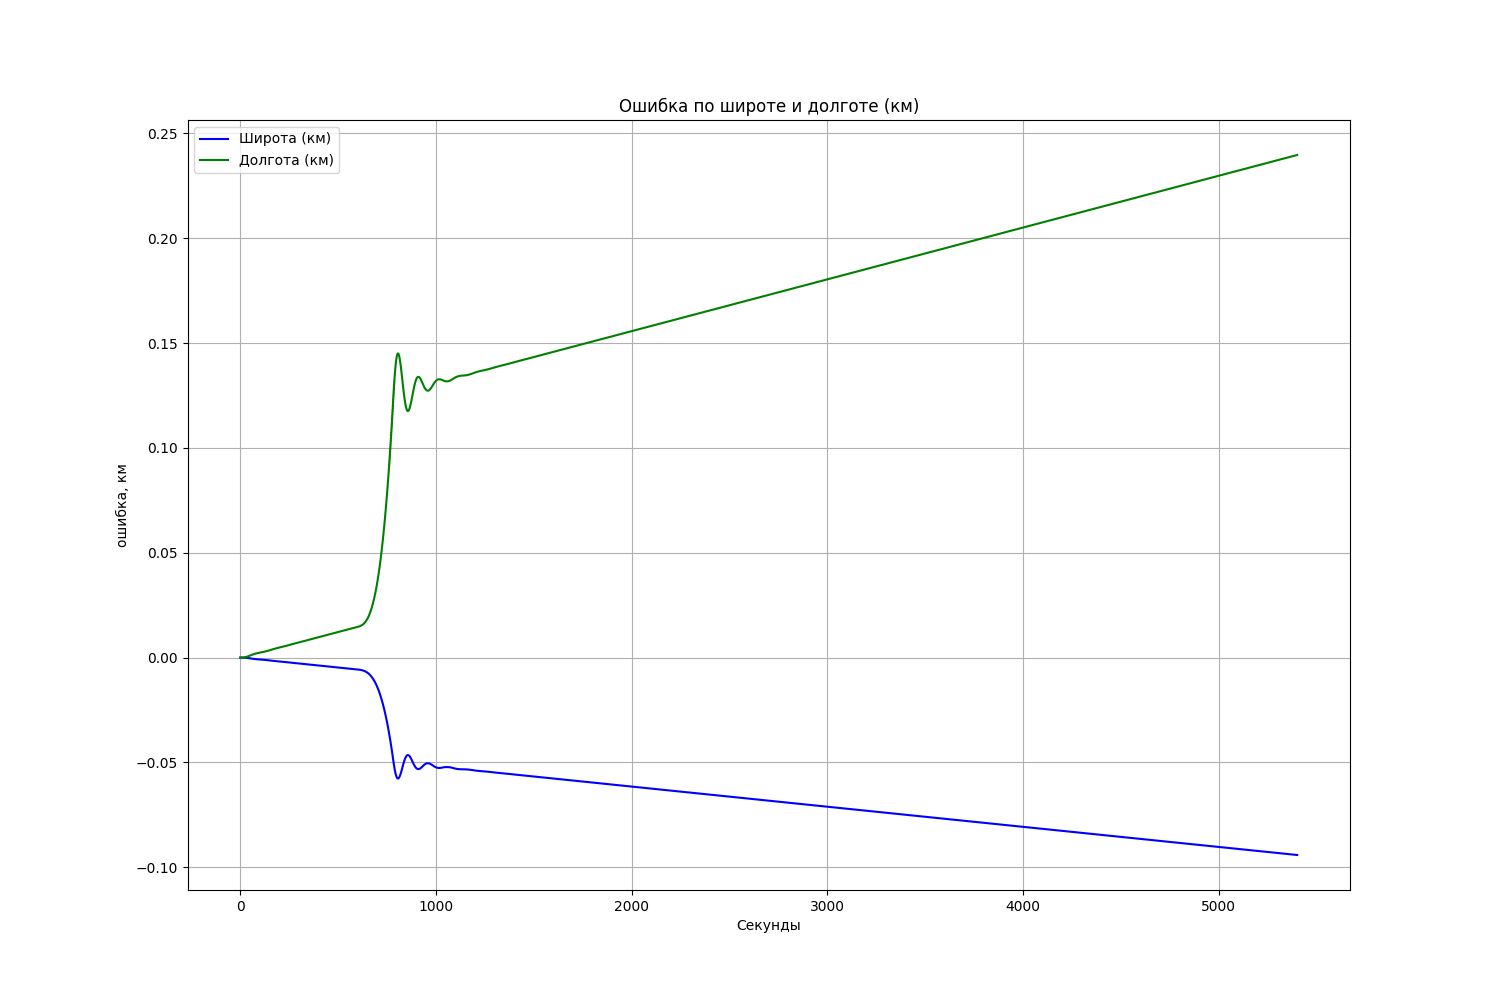 Ошибка по широте и долготе (км)
Широта (км)
Долгота (км)
0.25
0.20
0.15
0.10
0.05
0.00
−0.05
−0.10
ошибка, км
0 1000 2000 3000 4000 5000
Секунды